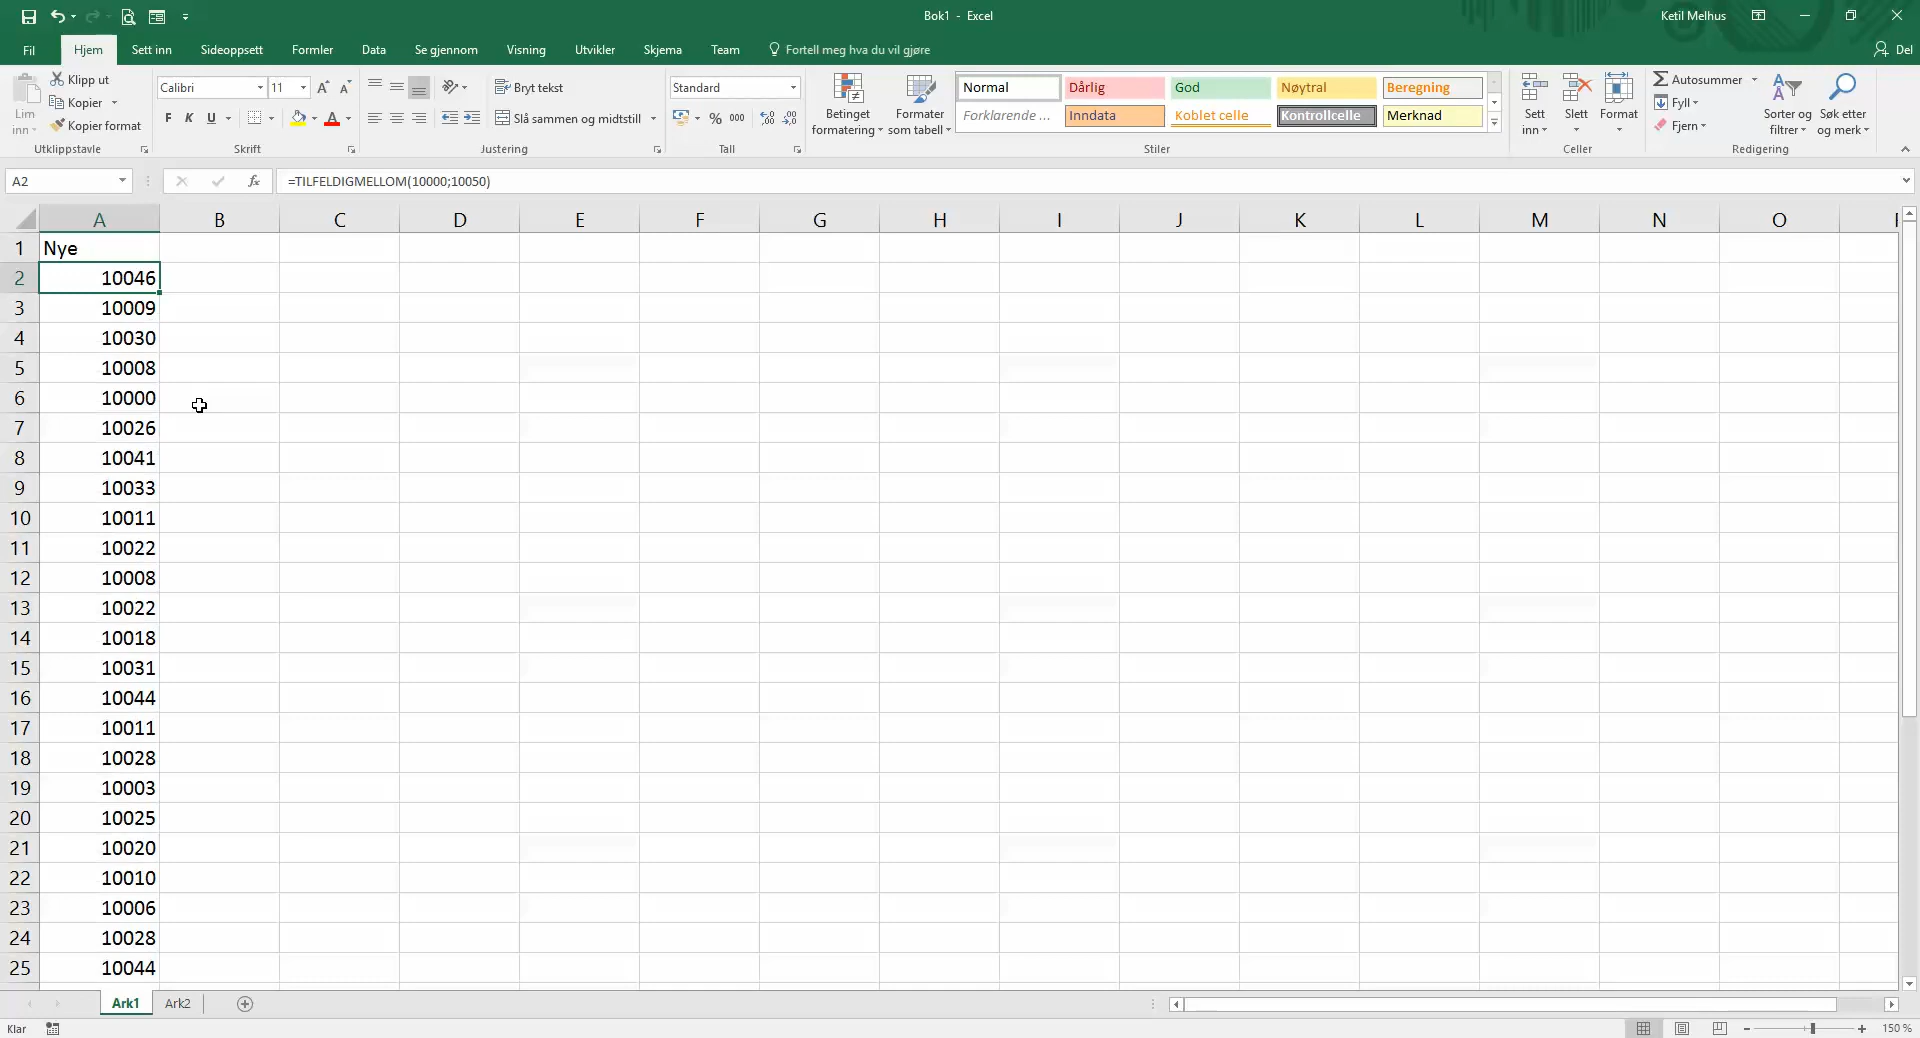 Bok1 - Excel
Ketil Melhus
Fil Hjem Sett inn Sideoppsett Formler Data Se gjennom Visning Utvikler Skjema Team Fortell meg hva du vil gjøre Del
Lim inn
Klipp ut
Kopier
Kopier format
Utklippstavle
Calibri 11
F K U
Skrift
Bryt tekst
Slå sammen og midtstill
Justering
Standard
% 000
Tall
Betinget formatering
Formater som tabell
Normal Dårlig God Nøytral Beregning
Forklarende ... Inndata Koblet celle Kontrollcelle Merknad
Stiler
Sett inn
Slett
Format
Celler
Autosummer
Fyll
Fjern
Sorter og filtrer
Søk etter og merk
Redigering
A2 fx =TILFELDIGMELLOM(10000;10050)
A B C D E F G H I J K L M N O
1 Nye
2 10046
3 10009
4 10030
5 10008
6 10000
7 10026
8 10041
9 10033
10 10011
11 10022
12 10008
13 10022
14 10018
15 10031
16 10044
17 10011
18 10028
19 10003
20 10025
21 10020
22 10010
23 10006
24 10028
25 10044
Ark1 Ark2
Klar
150 %